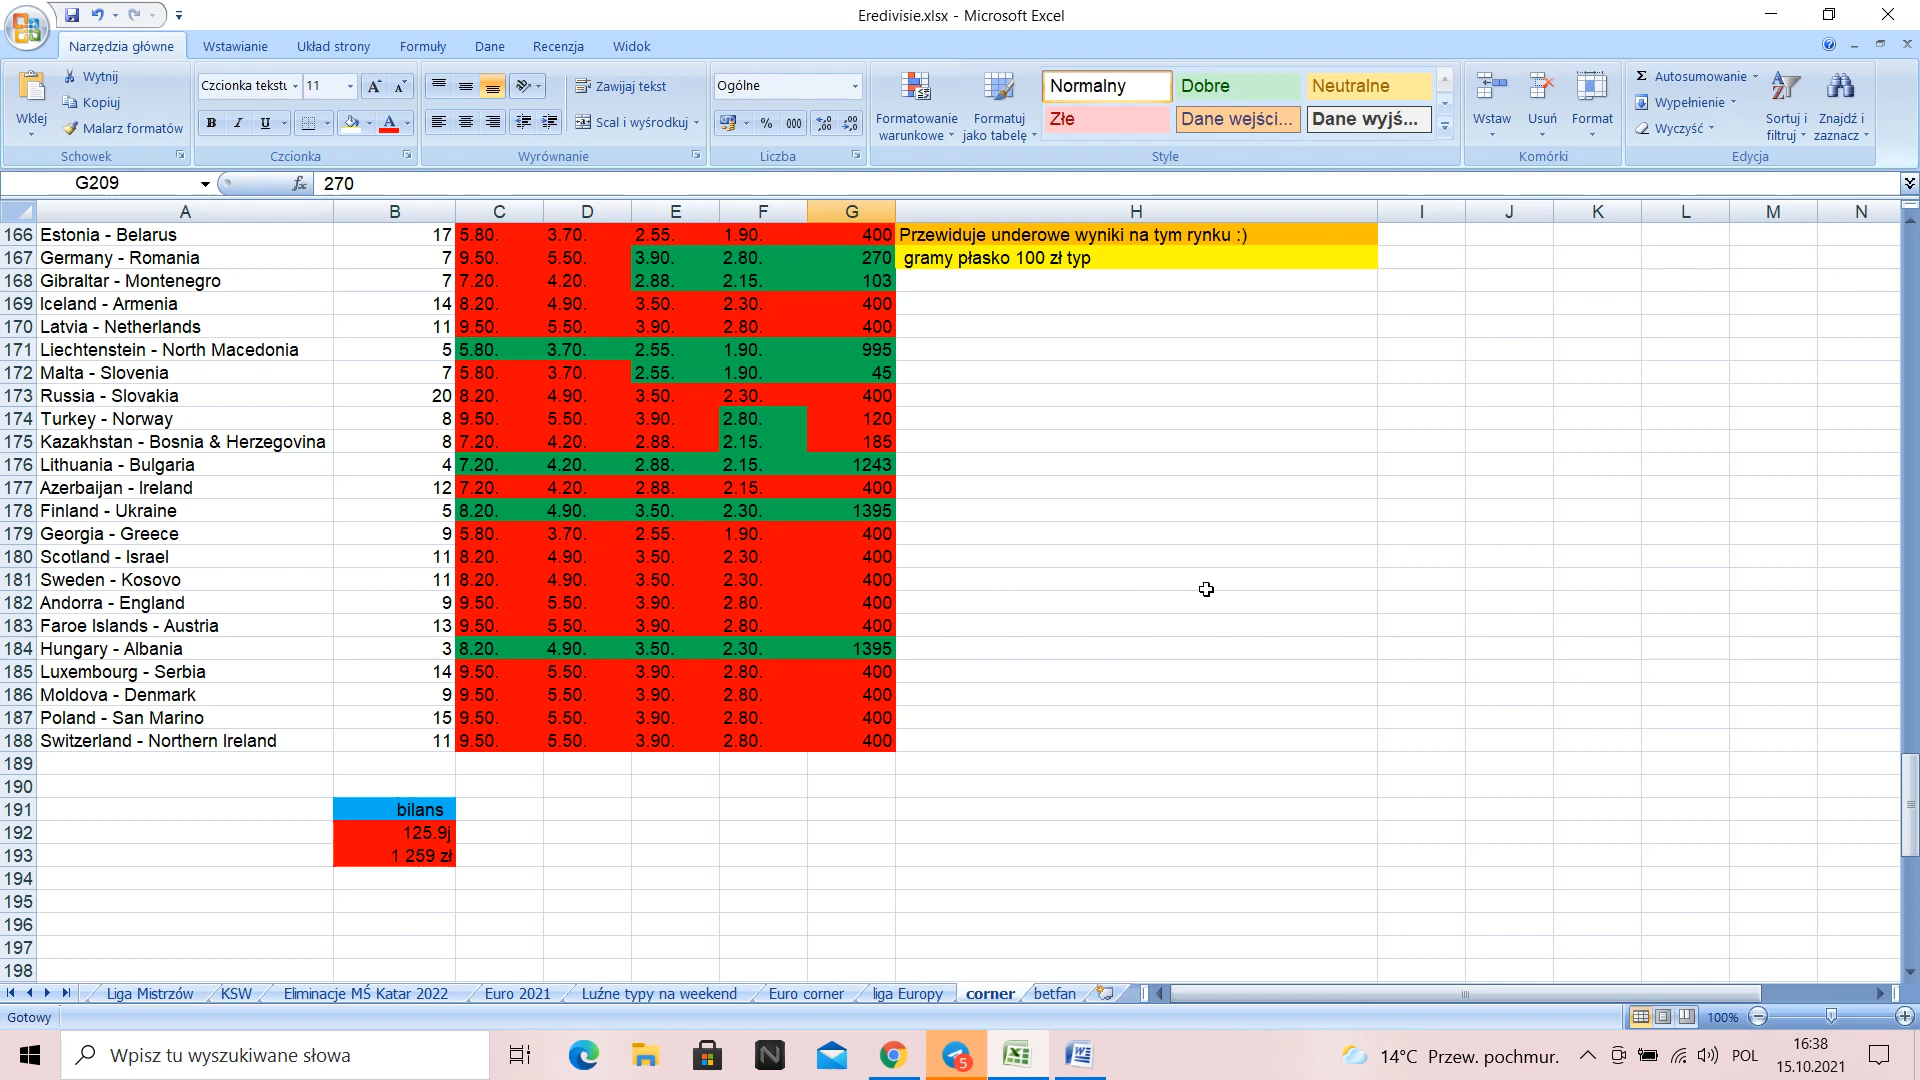 Eredivisie.xlsx - Microsoft Excel
Narzędzia główne Wstawianie Układ strony Formuły Dane Recenzja Widok
Wklej
Wytnij
Kopiuj
Malarz formatów
Schowek
Czcionka tekstu 11
B I U A
Czcionka
Zawijaj tekst
Scal i wyśrodkuj
Wyrównanie
Ogólne
% 000
Liczba
Formatowanie warunkowe
Formatuj jako tabelę
Normalny Dobre Neutralne
Złe Dane wejści... Dane wyjś...
Style
Wstaw Usuń Format
Komórki
Σ Autosumowanie
Wypełnienie
Wyczyść
Sortuj i filtruj
Znajdź i zaznacz
Edycja
G209 fx 270
A B C D E F G H I J K L M N
166 Estonia - Belarus 17 5.80. 3.70. 2.55. 1.90. 400 Przewiduje underowe wyniki na tym rynku :)
167 Germany - Romania 7 9.50. 5.50. 3.90. 2.80. 270 gramy płasko 100 zł typ
168 Gibraltar - Montenegro 7 7.20. 4.20. 2.88. 2.15. 103
169 Iceland - Armenia 14 8.20. 4.90. 3.50. 2.30. 400
170 Latvia - Netherlands 11 9.50. 5.50. 3.90. 2.80. 400
171 Liechtenstein - North Macedonia 5 5.80. 3.70. 2.55. 1.90. 995
172 Malta - Slovenia 7 5.80. 3.70. 2.55. 1.90. 45
173 Russia - Slovakia 20 8.20. 4.90. 3.50. 2.30. 400
174 Turkey - Norway 8 9.50. 5.50. 3.90. 2.80. 120
175 Kazakhstan - Bosnia & Herzegovina 8 7.20. 4.20. 2.88. 2.15. 185
176 Lithuania - Bulgaria 4 7.20. 4.20. 2.88. 2.15. 1243
177 Azerbaijan - Ireland 12 7.20. 4.20. 2.88. 2.15. 400
178 Finland - Ukraine 5 8.20. 4.90. 3.50. 2.30. 1395
179 Georgia - Greece 9 5.80. 3.70. 2.55. 1.90. 400
180 Scotland - Israel 11 8.20. 4.90. 3.50. 2.30. 400
181 Sweden - Kosovo 11 8.20. 4.90. 3.50. 2.30. 400
182 Andorra - England 9 9.50. 5.50. 3.90. 2.80. 400
183 Faroe Islands - Austria 13 9.50. 5.50. 3.90. 2.80. 400
184 Hungary - Albania 3 8.20. 4.90. 3.50. 2.30. 1395
185 Luxembourg - Serbia 14 9.50. 5.50. 3.90. 2.80. 400
186 Moldova - Denmark 9 9.50. 5.50. 3.90. 2.80. 400
187 Poland - San Marino 15 9.50. 5.50. 3.90. 2.80. 400
188 Switzerland - Northern Ireland 11 9.50. 5.50. 3.90. 2.80. 400
189
190
191 bilans
192 125.9j
193 1 259 zł
194
195
196
197
198
Liga Mistrzów KSW Eliminacje MŚ Katar 2022 Euro 2021 Luźne typy na weekend Euro corner liga Europy corner betfan
Gotowy 100%
Wpisz tu wyszukiwane słowa
5
14°C Przew. pochmur. POL
16:38
15.10.2021